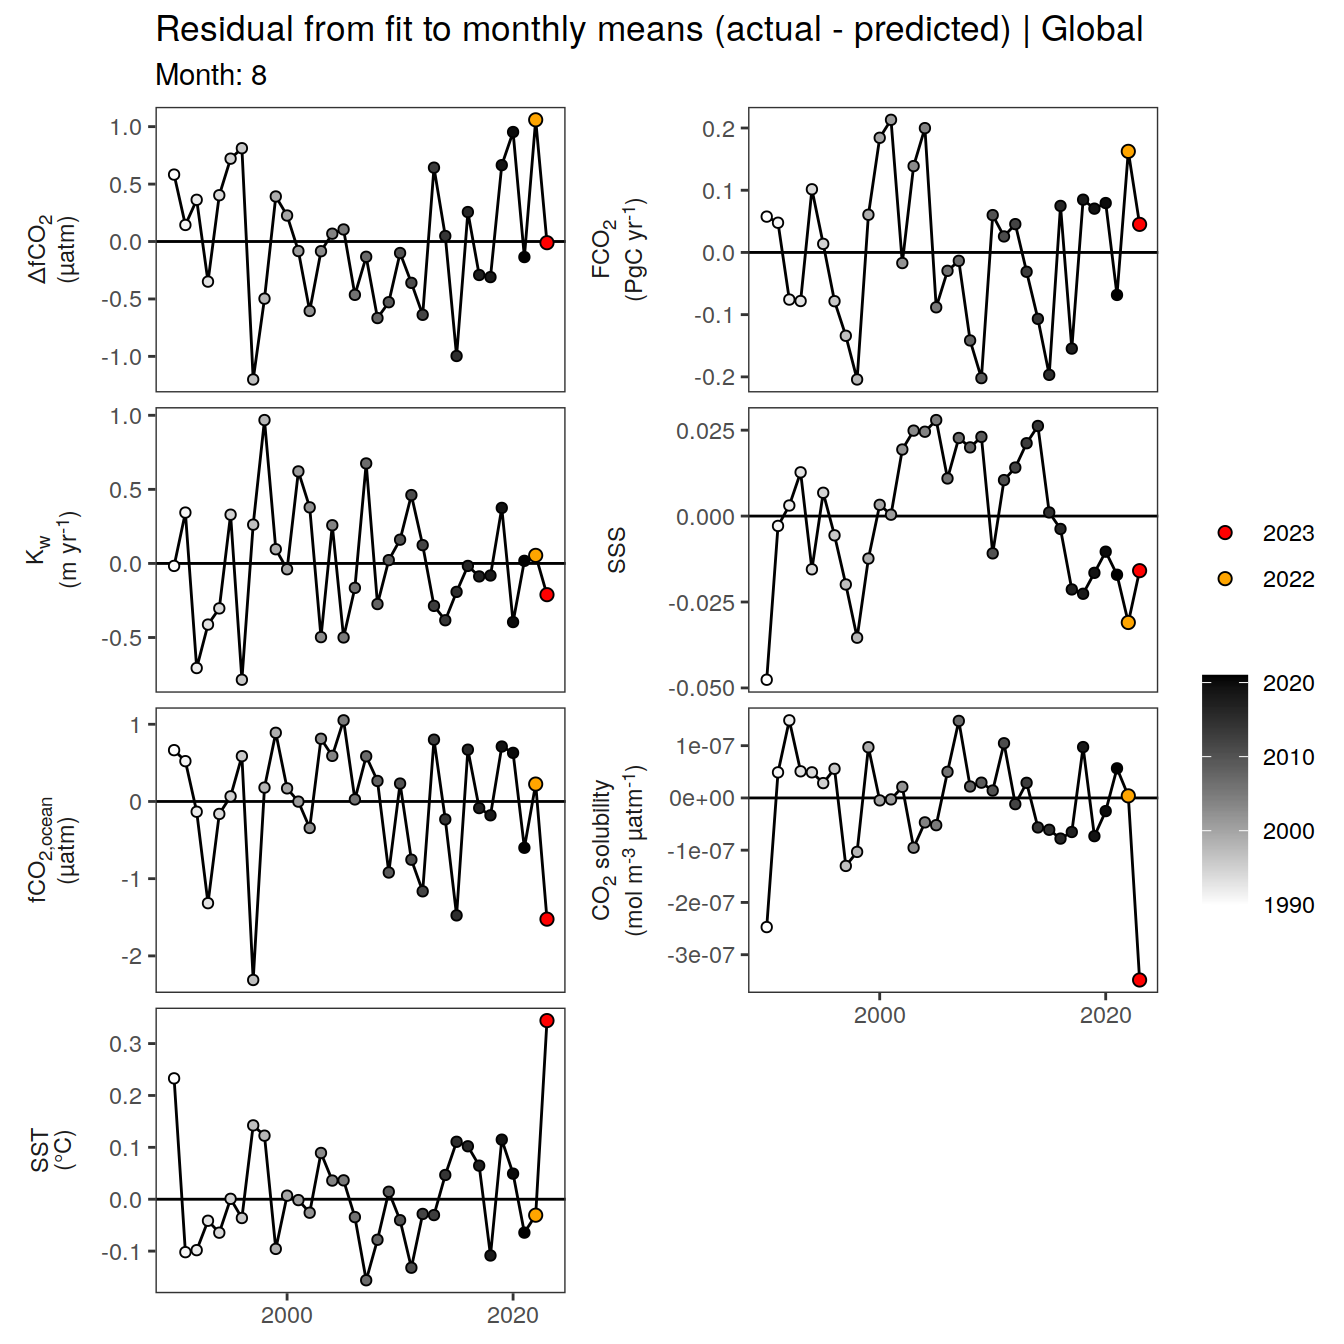 Residual from fit to monthly means (actual - predicted) | Global
Month: 8
ΔfCO2
(µatm)
1.0
0.5
0.0
-0.5
-1.0
FCO2
(PgC yr-1)
0.2
0.1
0.0
-0.1
-0.2
Kw
(m yr-1)
1.0
0.5
0.0
-0.5
SSS
0.025
0.000
-0.025
-0.050
fCO2,ocean
(µatm)
1
0
-1
-2
CO2 solubility
(mol m-3 µatm-1)
1e-07
0e+00
-1e-07
-2e-07
-3e-07
2000
2020
SST
(°C)
0.3
0.2
0.1
0.0
-0.1
2000
2020
2023
2022
2020
2010
2000
1990